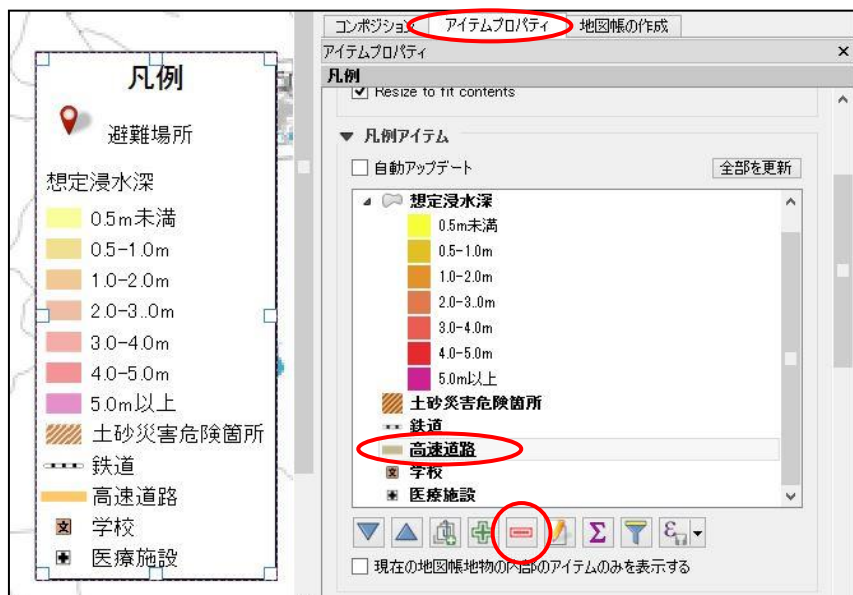 凡例
避難場所
想定浸水深
0.5m未満
0.5-1.0m
1.0-2.0m
2.0-3..0m
3.0-4.0m
4.0-5.0m
5.0m以上
土砂災害危険箇所
鉄道
高速道路
学校
医療施設
コンポジション アイテムプロパティ 地図帳の作成
アイテムプロパティ
凡例
Resize to fit contents
凡例アイテム
自動アップデート 全部を更新
想定浸水深
0.5m未満
0.5-1.0m
1.0-2.0m
2.0-3..0m
3.0-4.0m
4.0-5.0m
5.0m以上
土砂災害危険箇所
鉄道
高速道路
文 学校
医療施設
現在の地図帳地物の内部のアイテムのみを表示する